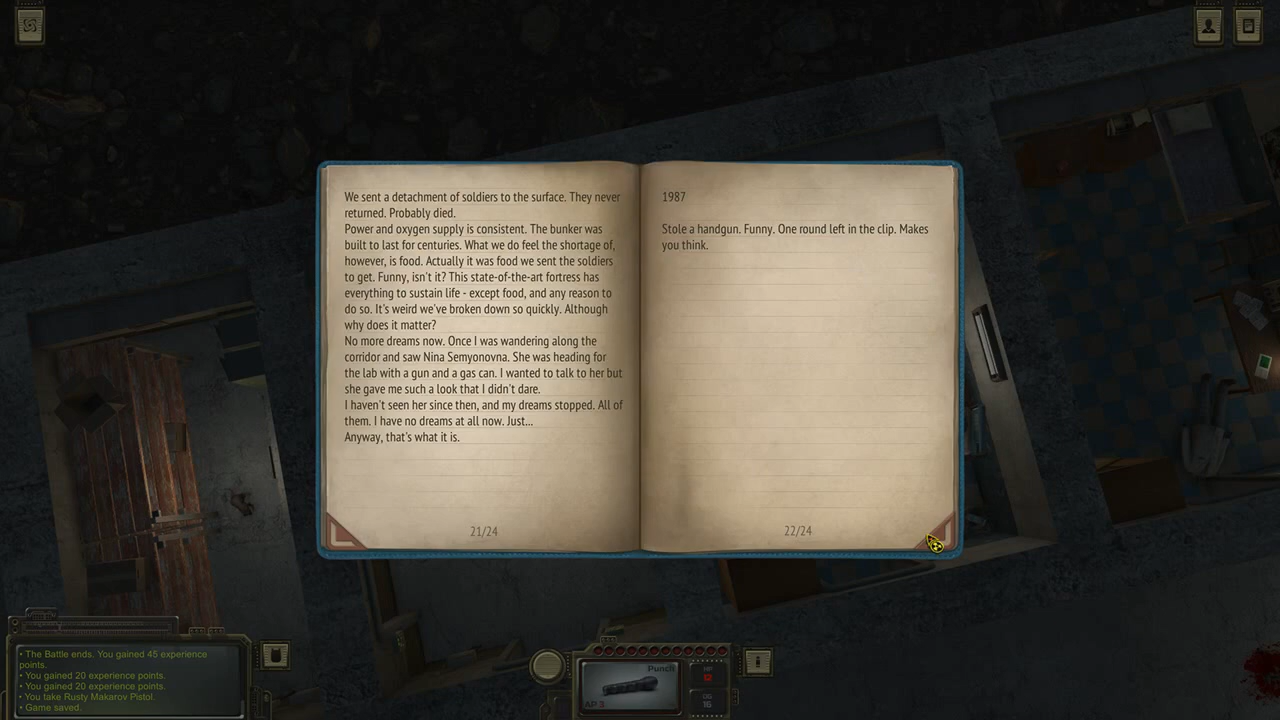 We sent a detachment of soldiers to the surface. They never
returned. Probably died.
Power and oxygen supply is consistent. The bunker was
built to last for centuries. What we do feel the shortage of,
however, is food. Actually it was food we sent the soldiers
to get. Funny, isn't it? This state-of-the-art fortress has
everything to sustain life - except food, and any reason to
do so. It's weird we've broken down so quickly. Although
why does it matter?
No more dreams now. Once I was wandering along the
corridor and saw Nina Semyonovna. She was heading for
the lab with a gun and a gas can. I wanted to talk to her but
she gave me such a look that I didn't dare.
I haven't seen her since then, and my dreams stopped. All of
them. I have no dreams at all now. Just...
Anyway, that's what it is.
21/24
1987
Stole a handgun. Funny. One round left in the clip. Makes
you think.
22/24
• The Battle ends. You gained 45 experience
points.
• You gained 20 experience points.
• You gained 20 experience points.
• You take Rusty Makarov Pistol.
• Game saved.
Punch
AP 3
HP
OG
16